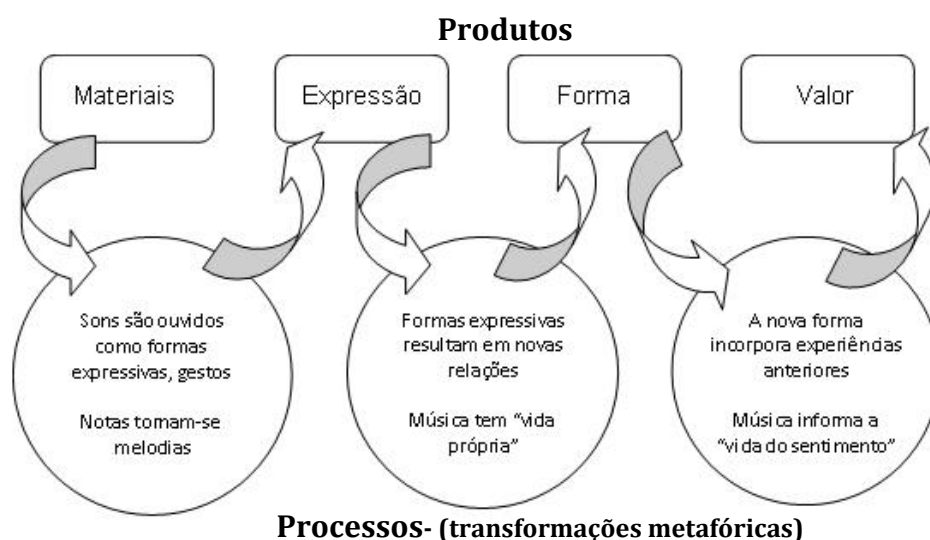 Produtos
Materiais
Expressão
Forma
Valor
Sons são ouvidos
como formas
expressivas, gestos
Notas tornam-se
melodias
Formas expressivas
resultam em novas
relações
Música tem “vida
própria”
A nova forma
incorpora experiências
anteriores
Música informa a
“vida do sentimento”
Processos- (transformações metafóricas)